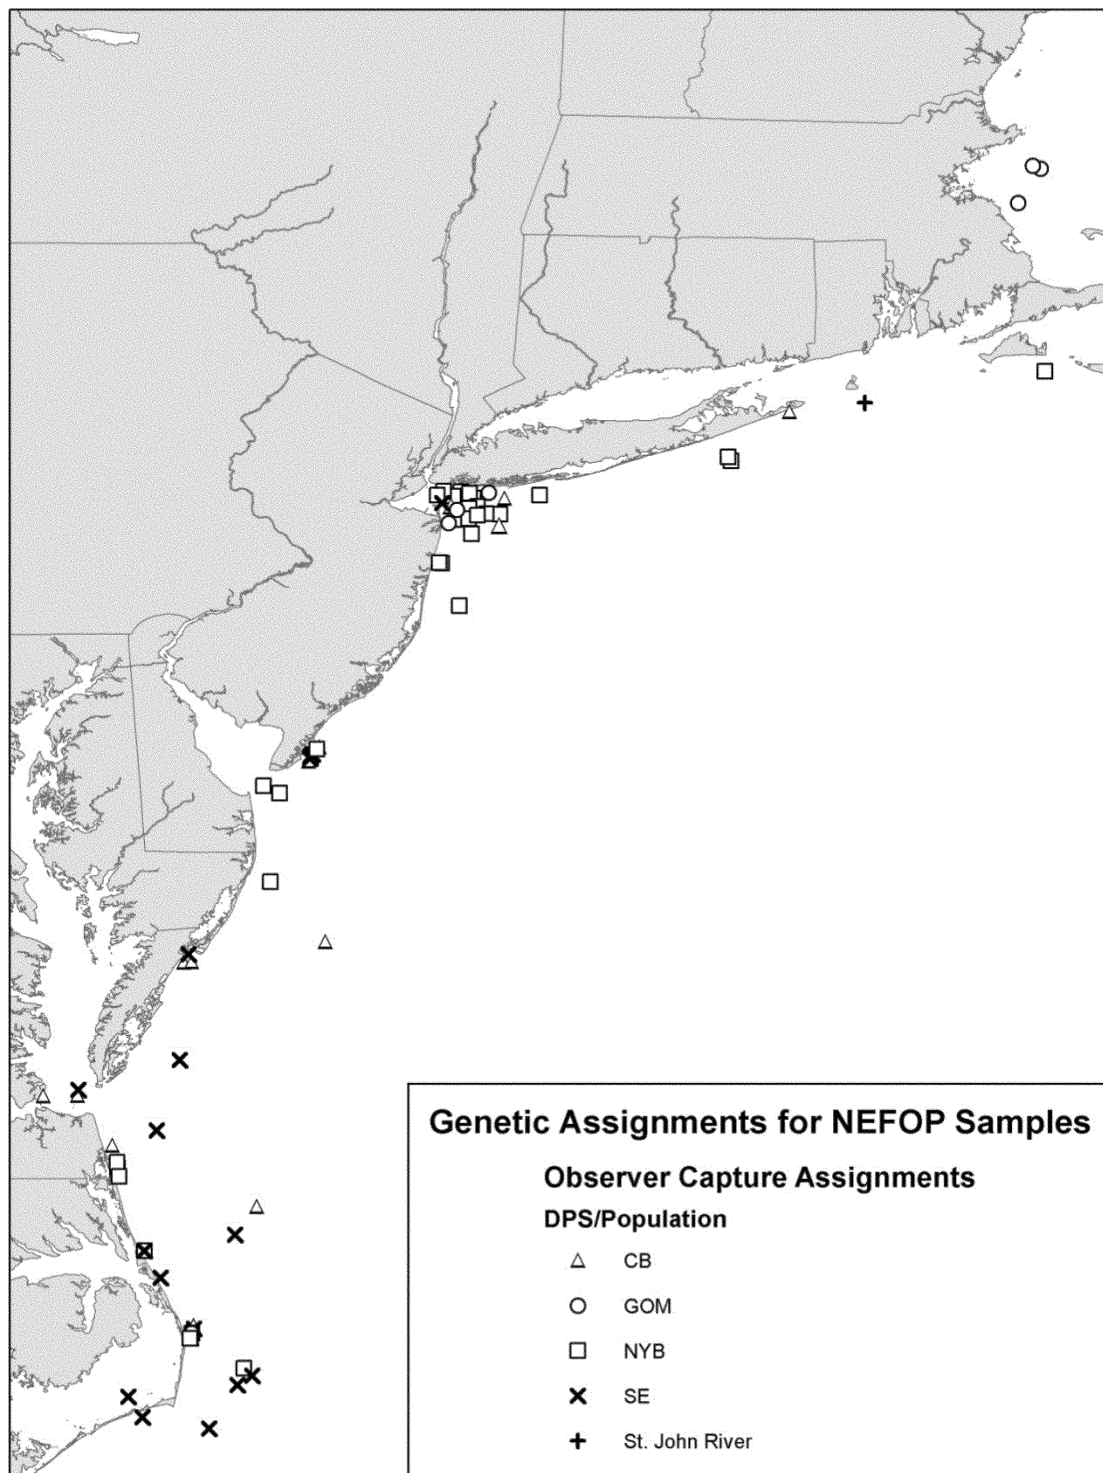 Genetic Assignments for NEFOP Samples
Observer Capture Assignments
DPS/Population
CB
GOM
NYB
SE
St. John River